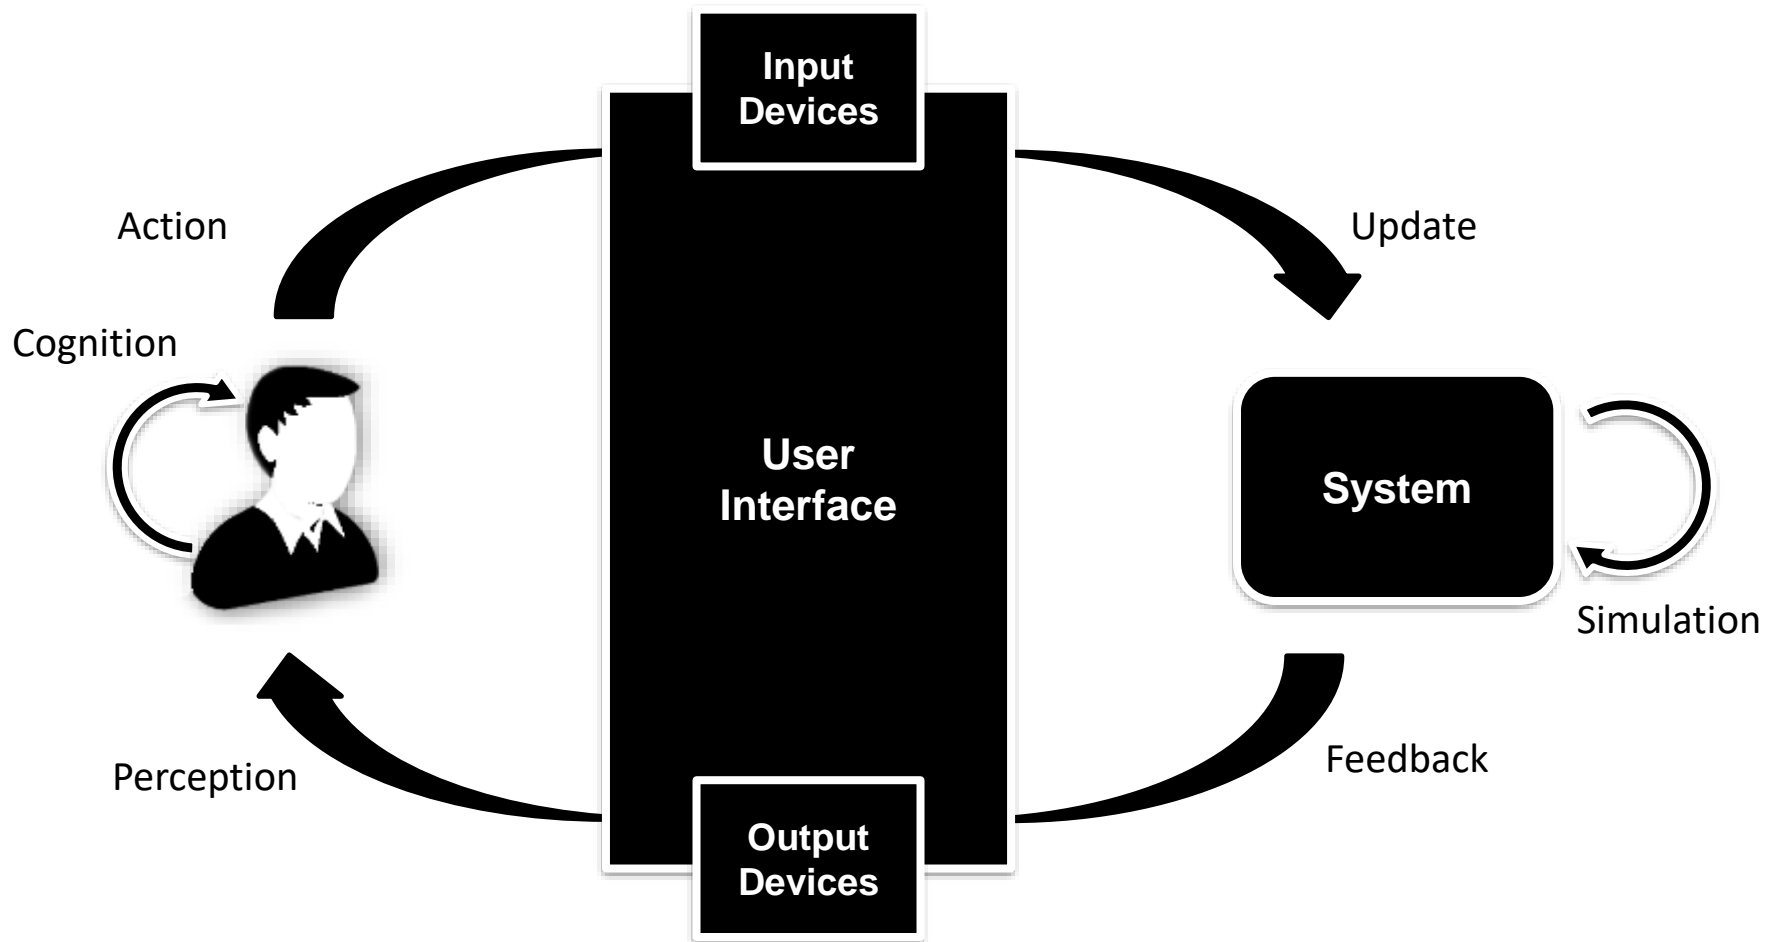 Input
Devices
Action
Update
Cognition
User
Interface
System
Simulation
Perception
Feedback
Output
Devices